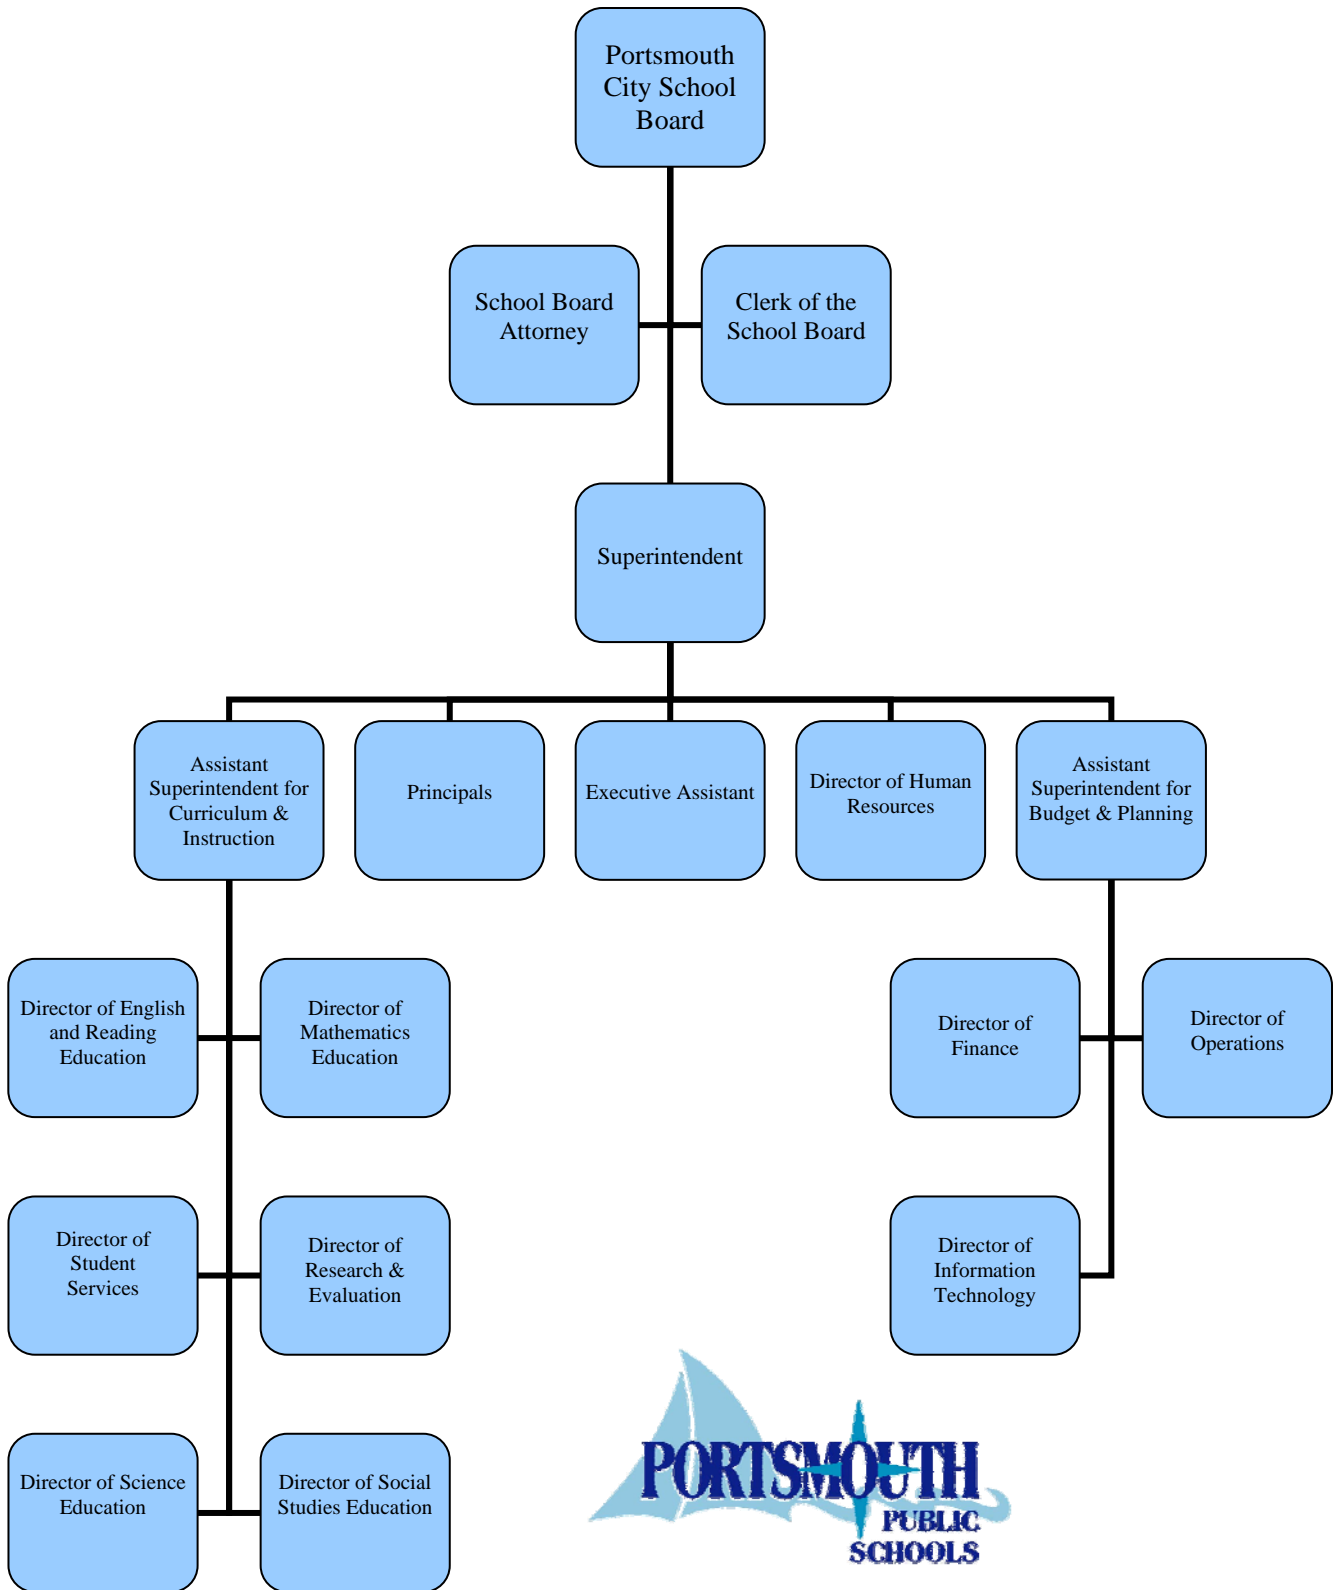 Portsmouth
City School
Board
School Board
Attorney
Clerk of the
School Board
Superintendent
Assistant
Superintendent for
Curriculum &
Instruction
Principals
Executive Assistant
Director of Human
Resources
Assistant
Superintendent for
Budget & Planning
Director of English
and Reading
Education
Director of
Mathematics
Education
Director of
Finance
Director of
Operations
Director of
Student
Services
Director of
Research &
Evaluation
Director of
Information
Technology
Director of Science
Education
Director of Social
Studies Education
PORTSMOUTH
PUBLIC
SCHOOLS